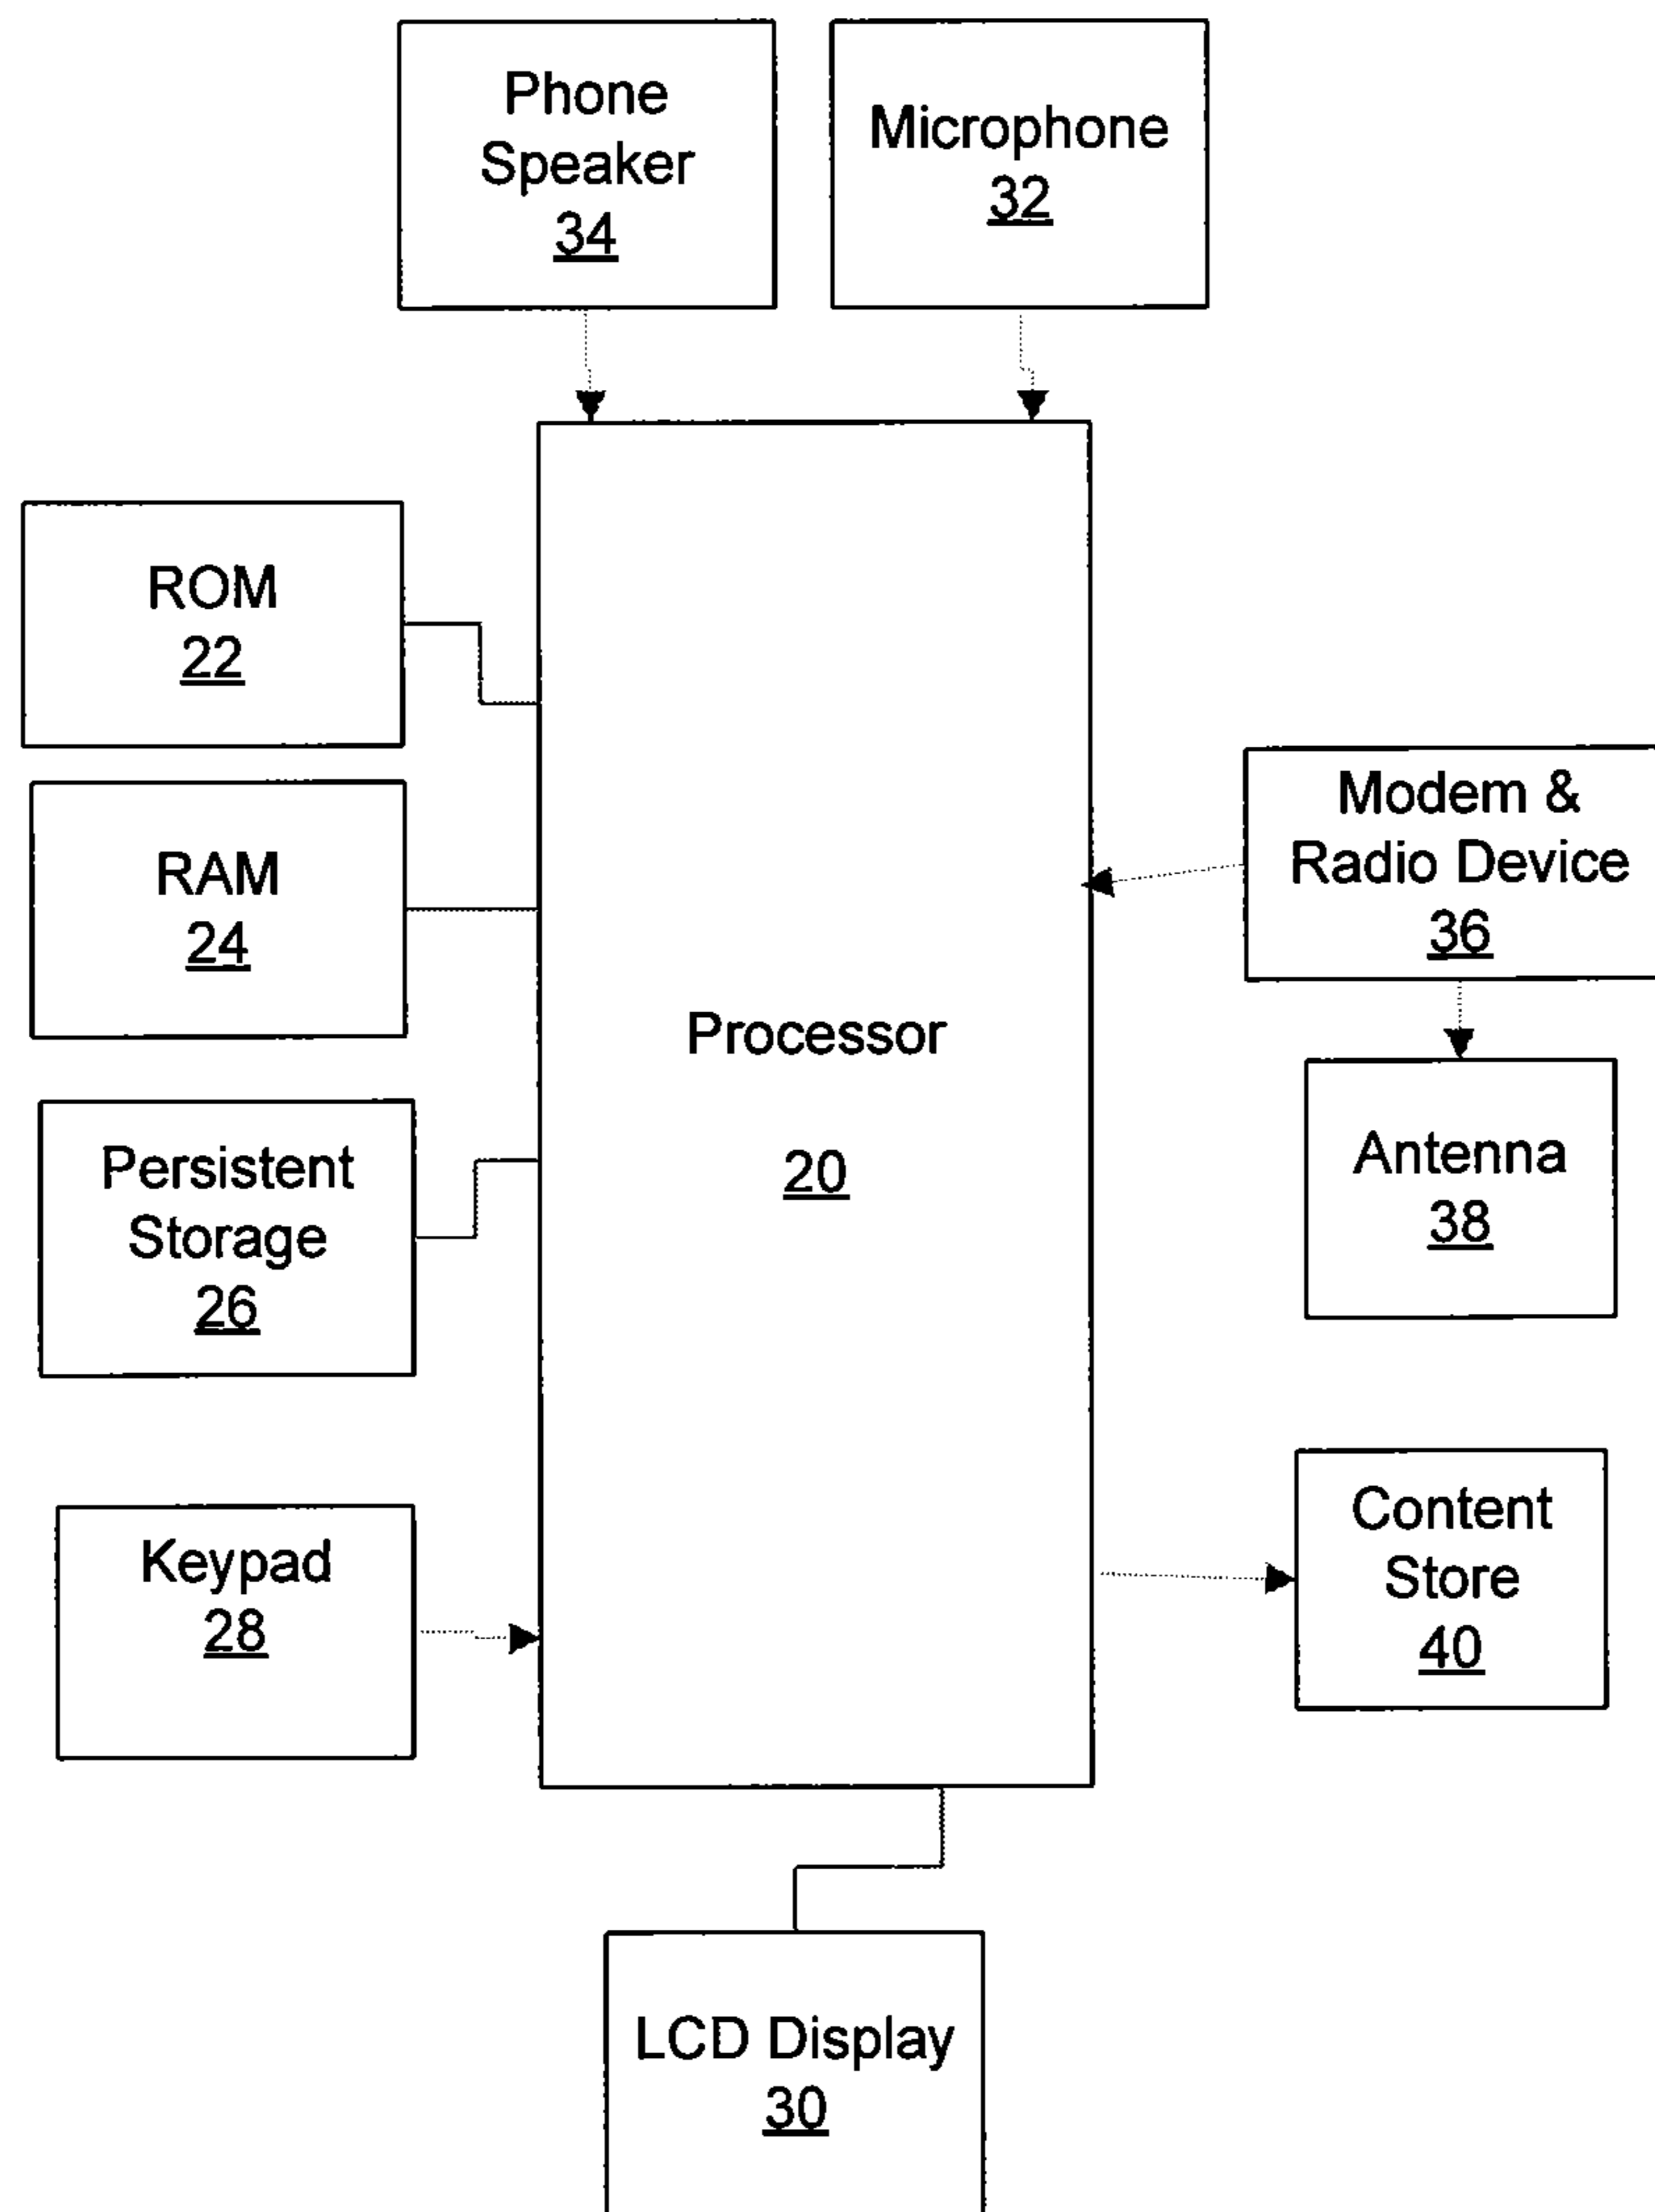 Phone
Speaker
34
Microphone
32
ROM
22
RAM
24
Persistent
Storage
26
Keypad
28
Processor
20
Modem &
Radio Device
36
Antenna
38
Content
Store
40
LCD Display
30